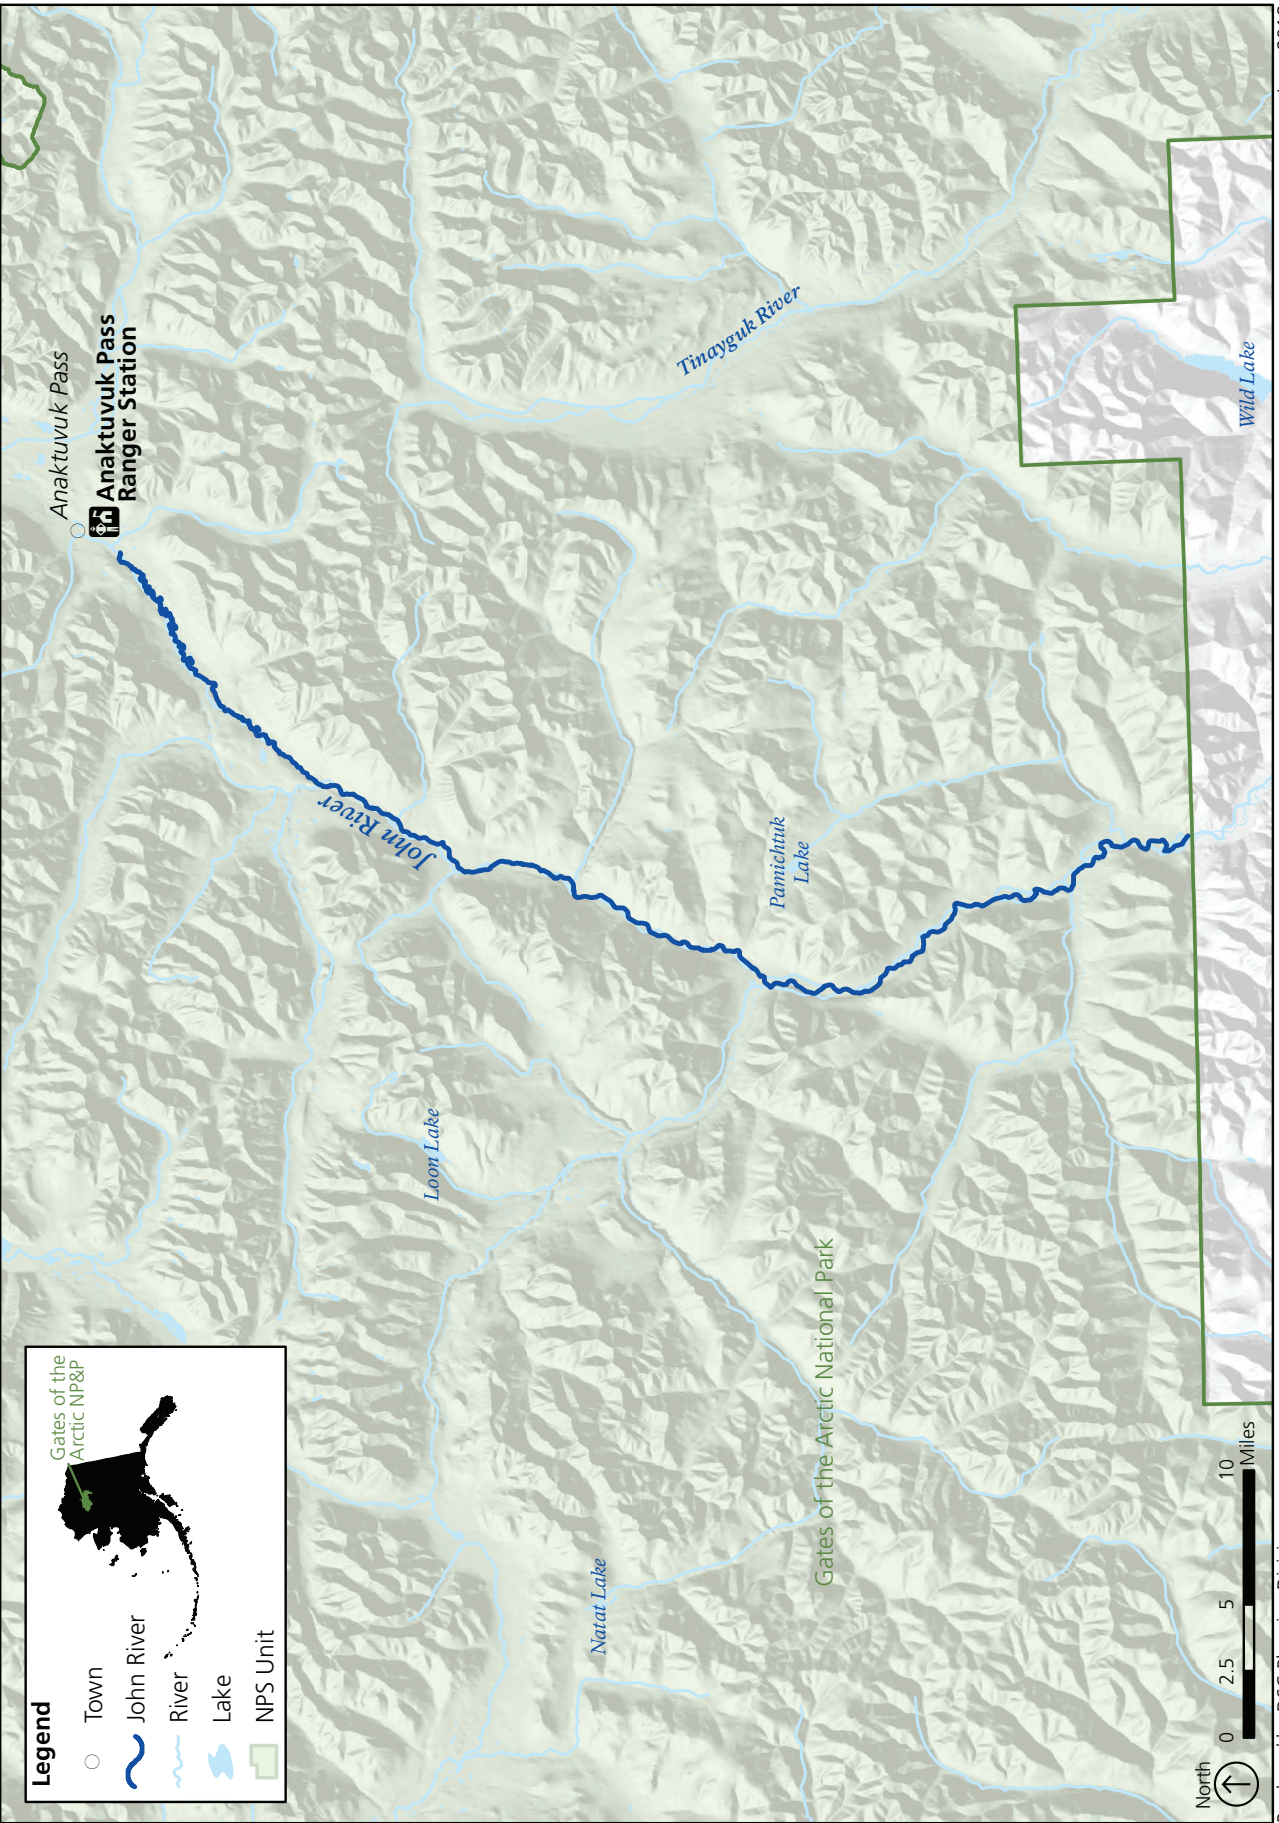 Legend
Town
John River
River
Lake
NPS Unit
Gates of the
Arctic NP&P
Anaktuvuk Pass
Anaktuvuk Pass
Ranger Station
John River
Tinayguk River
Loon Lake
Pamichtuk
Lake
Natat Lake
Gates of the Arctic National Park
Wild Lake
North
0 2.5 5 10
Miles